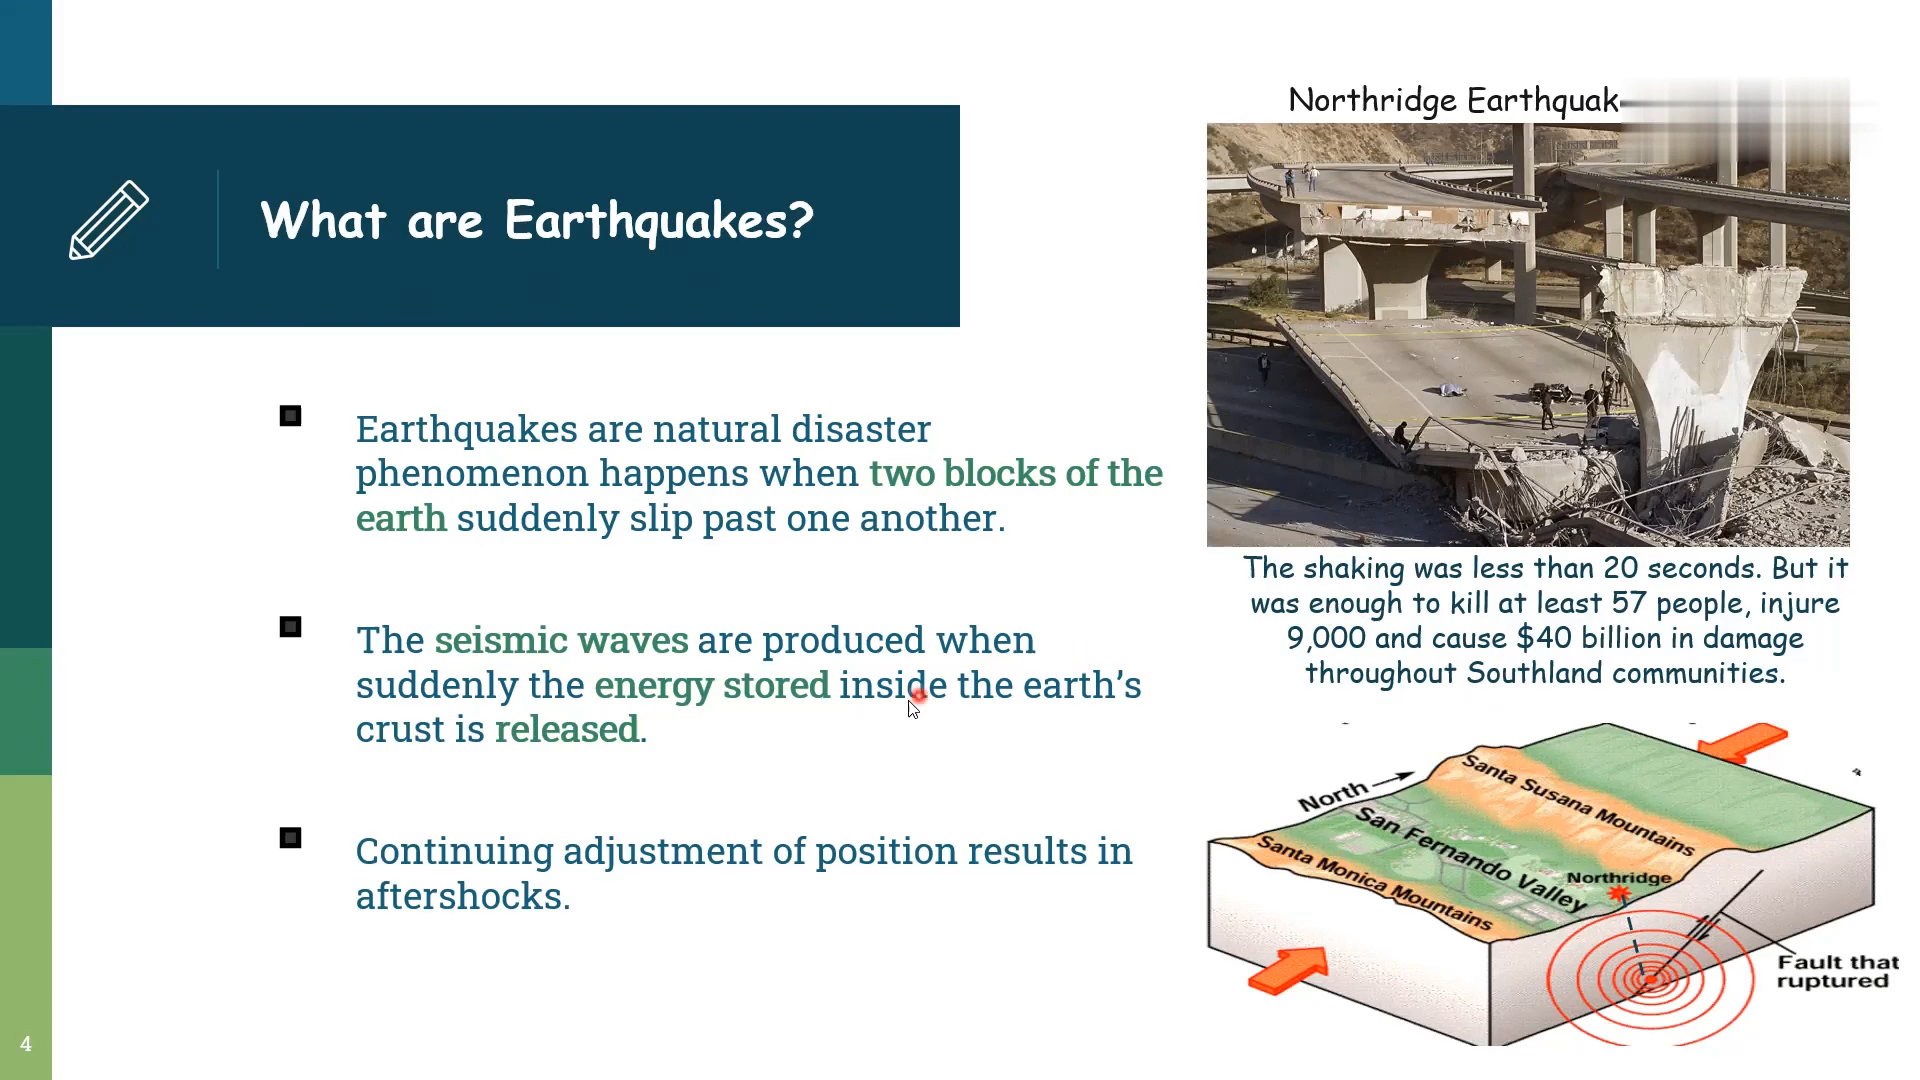 What are Earthquakes?
Earthquakes are natural disaster
phenomenon happens when two blocks of the
earth suddenly slip past one another.
The seismic waves are produced when
suddenly the energy stored inside the earth’s
crust is released.
Continuing adjustment of position results in
aftershocks.
4
Northridge Earthquak
The shaking was less than 20 seconds. But it
was enough to kill at least 57 people, injure
9,000 and cause $40 billion in damage
throughout Southland communities.
North
Santa Susana Mountains
San Fernando Valley
Santa Monica Mountains
Northridge
Fault that
ruptured